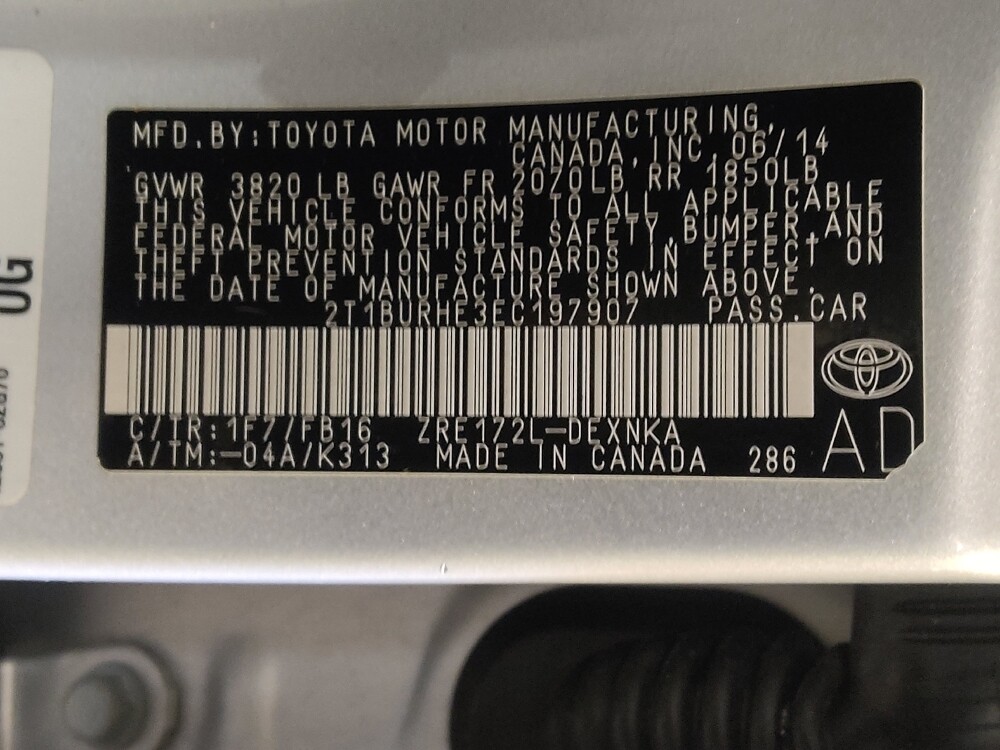 MFD.BY:TOYOTA MOTOR MANUFACTURING,
CANADA,INC. 06/14
GVWR 3820 LB GAWR FR 2070LB RR 1850LB
THIS VEHICLE CONFORMS TO ALL APPLICABLE
FEDERAL MOTOR VEHICLE SAFETY,BUMPER,AND
THEFT PREVENTION STANDARDS IN EFFECT ON
THE DATE OF MANUFACTURE SHOWN ABOVE.
2T1BURHE3EC197907 PASS.CAR
C/TR:1F7/FB16 ZRE172L-DEXNKA
A/TM:-04A/K313 MADE IN CANADA 286
AD
0G